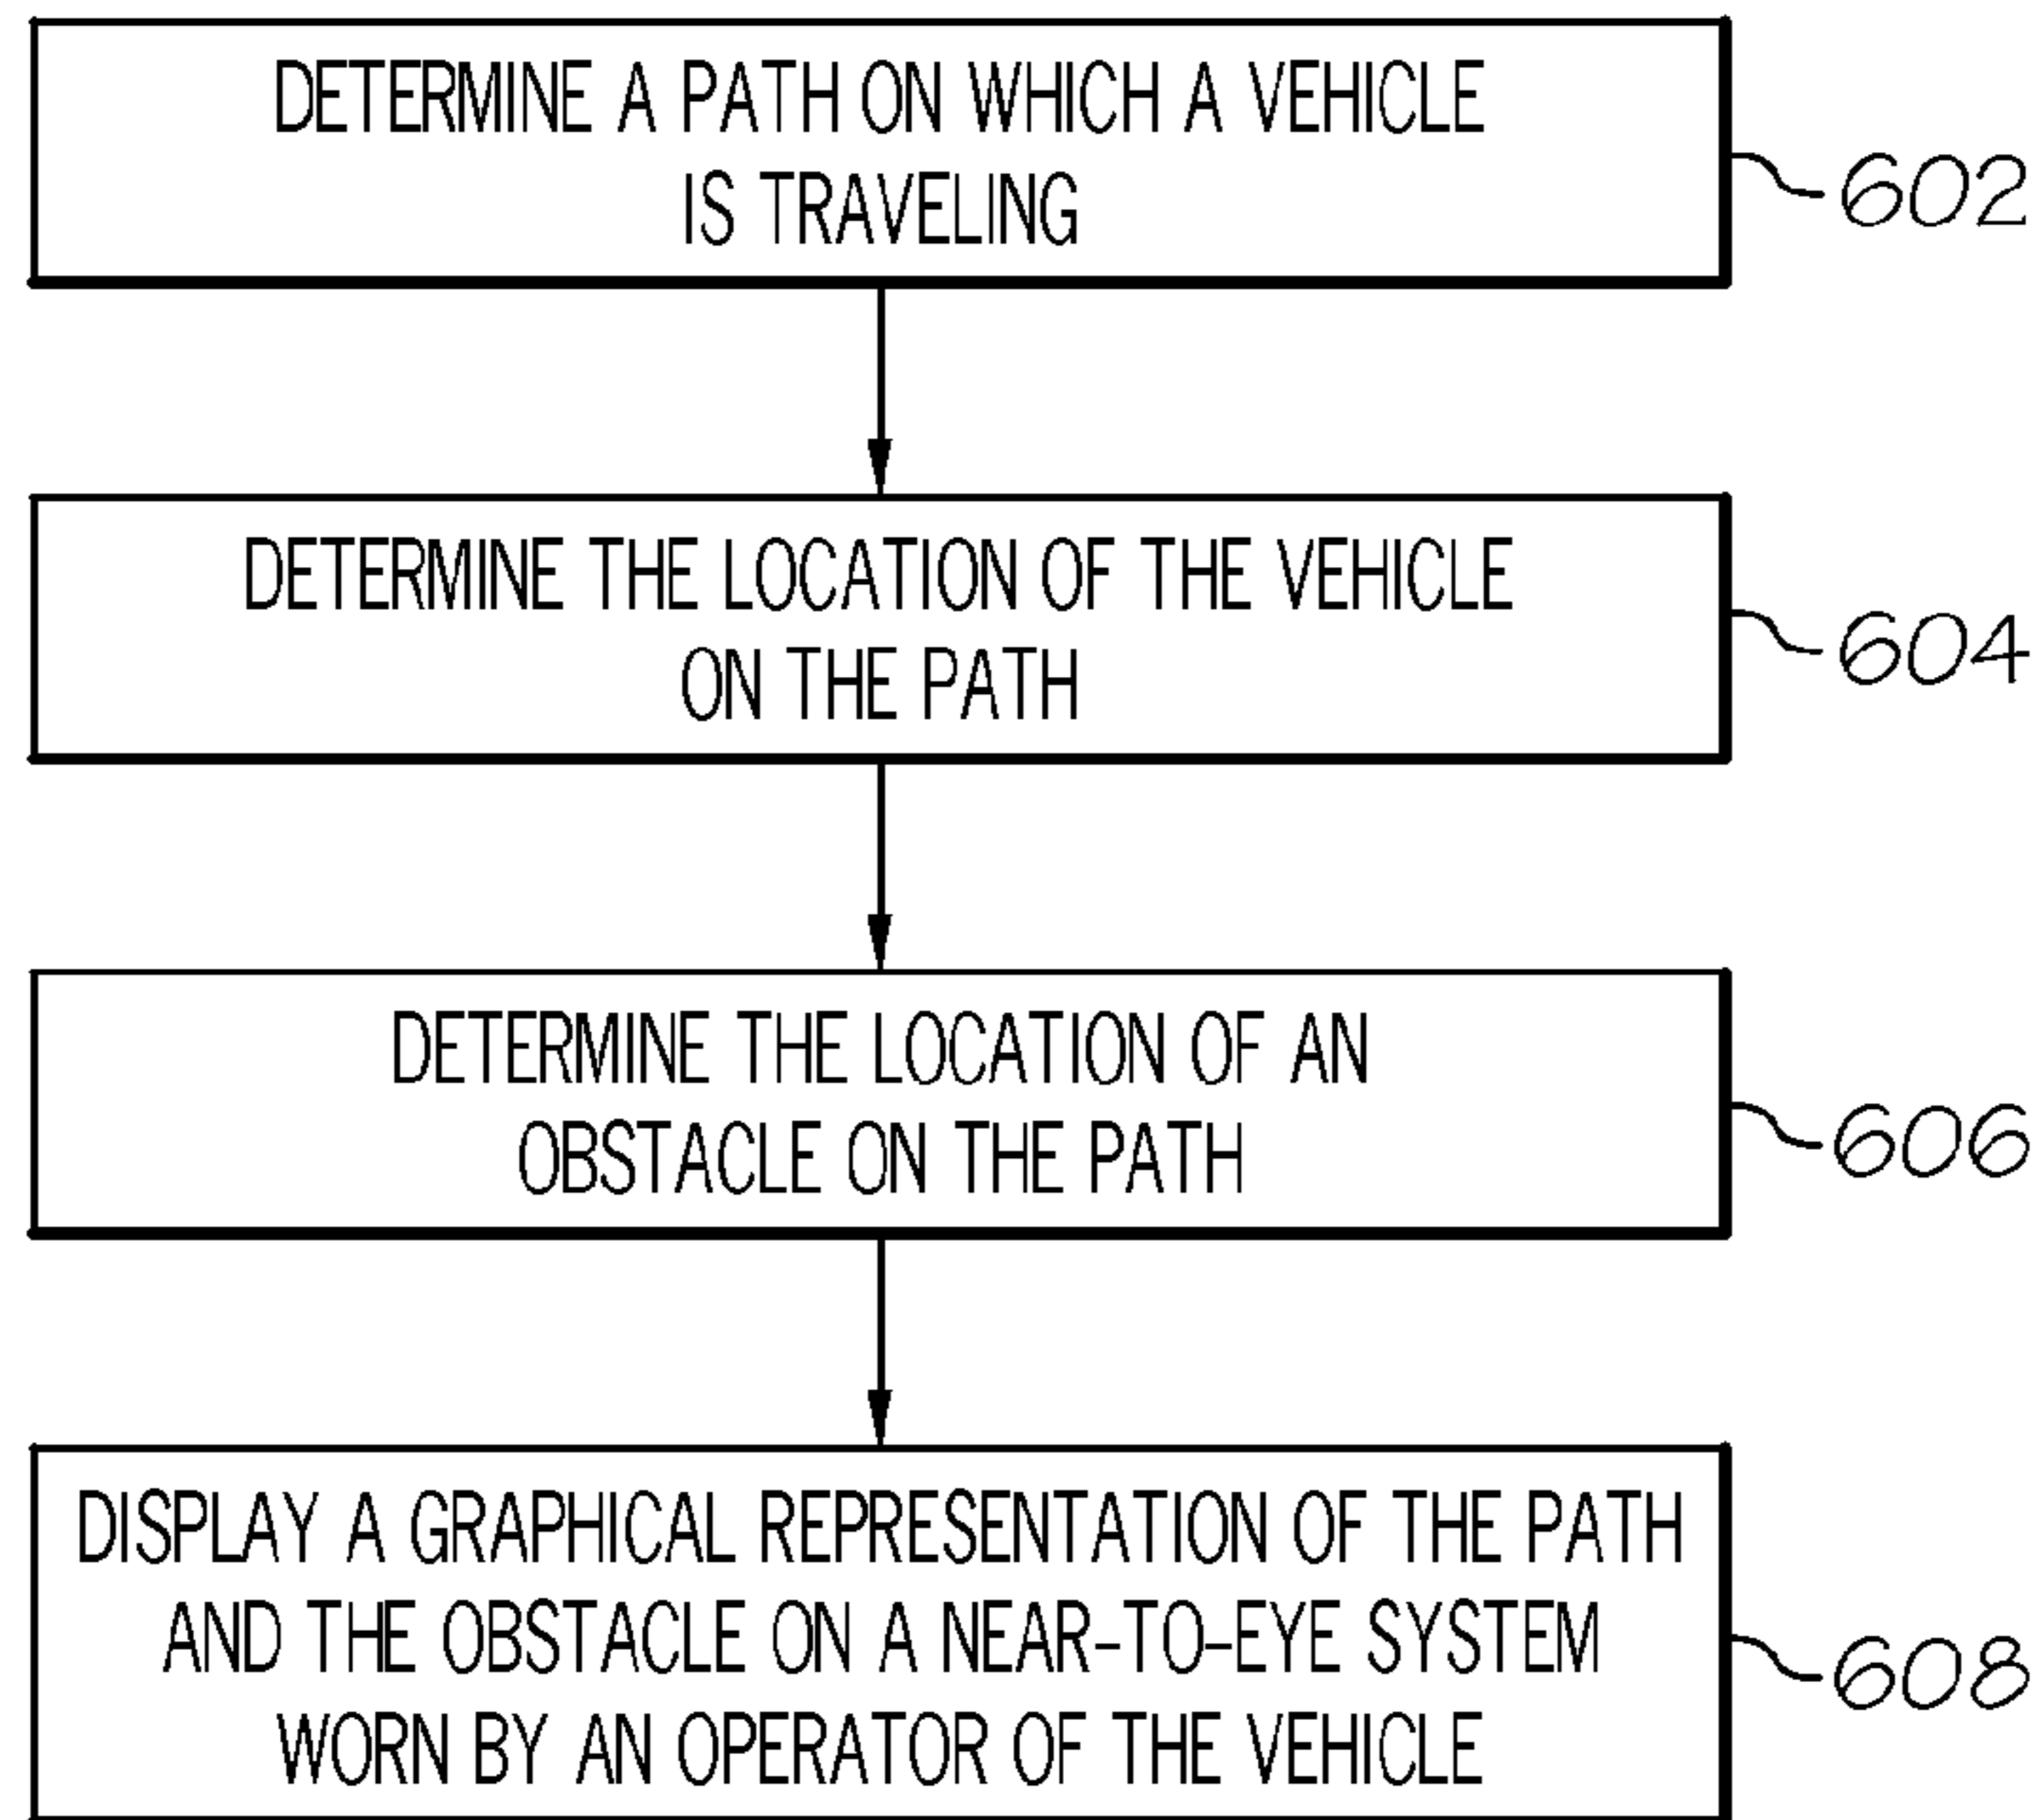 DETERMINE A PATH ON WHICH A VEHICLE
IS TRAVELING
602
DETERMINE THE LOCATION OF THE VEHICLE
ON THE PATH
604
DETERMINE THE LOCATION OF AN
OBSTACLE ON THE PATH
606
DISPLAY A GRAPHICAL REPRESENTATION OF THE PATH
AND THE OBSTACLE ON A NEAR-TO-EYE SYSTEM
WORN BY AN OPERATOR OF THE VEHICLE
608